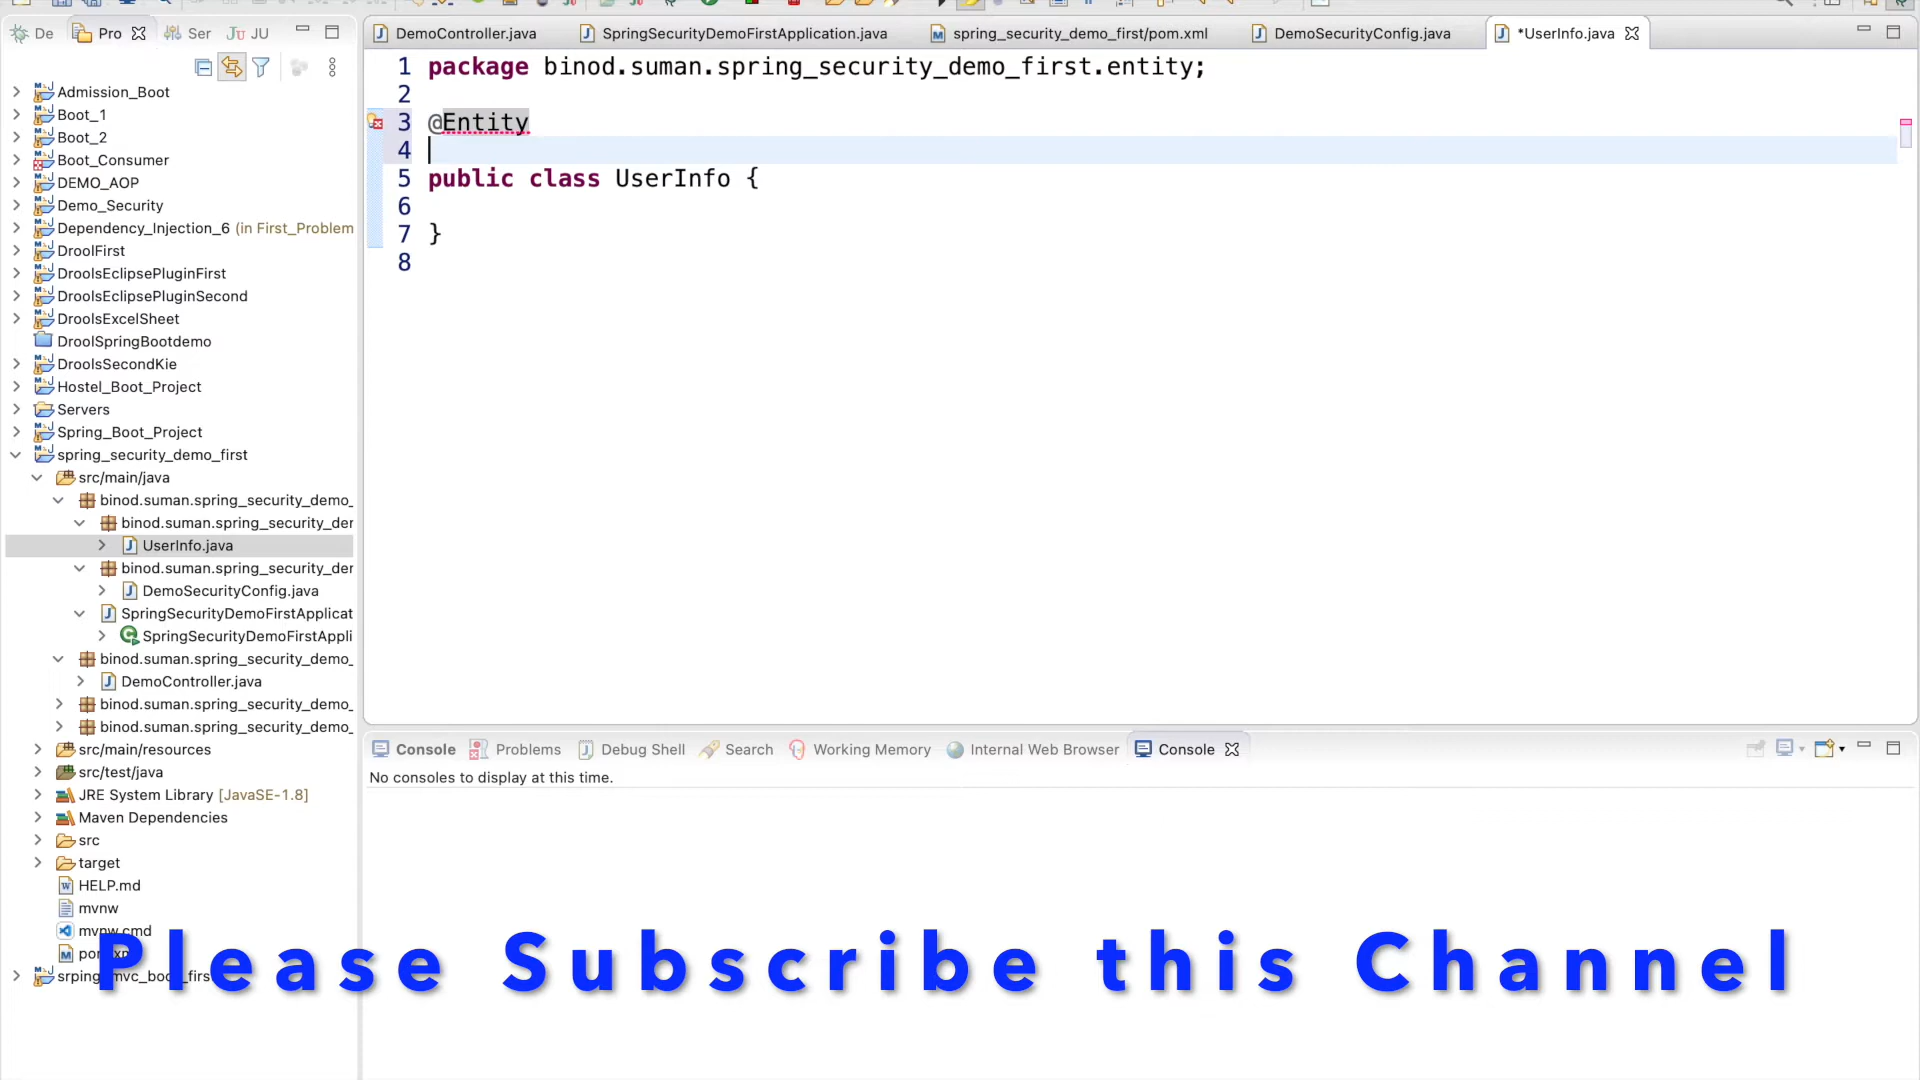 De
Pro
Ser
JU
DemoController.java
SpringSecurityDemoFirstApplication.java
spring_security_demo_first/pom.xml
DemoSecurityConfig.java
*UserInfo.java
Admission_Boot
Boot_1
Boot_2
Boot_Consumer
DEMO_AOP
Demo_Security
Dependency_Injection_6 (in First_Problem
DroolFirst
DroolsEclipsePluginFirst
DroolsEclipsePluginSecond
DroolsExcelSheet
DroolSpringBootdemo
DroolsSecondKie
Hostel_Boot_Project
Servers
Spring_Boot_Project
spring_security_demo_first
src/main/java
binod.suman.spring_security_demo_
binod.suman.spring_security_der
UserInfo.java
binod.suman.spring_security_der
DemoSecurityConfig.java
SpringSecurityDemoFirstApplicat
SpringSecurityDemoFirstAppli
binod.suman.spring_security_demo_
DemoController.java
binod.suman.spring_security_demo_
binod.suman.spring_security_demo_
src/main/resources
src/test/java
JRE System Library [JavaSE-1.8]
Maven Dependencies
src
target
HELP.md
mvnw
mvnw.cmd
1 package binod.suman.spring_security_demo_first.entity;
2
3 @Entity
4
5 public class UserInfo {
6
7 }
8
Console
Problems
Debug Shell
Search
Working Memory
Internal Web Browser
Console
No consoles to display at this time.
Please Subscribe this Channel